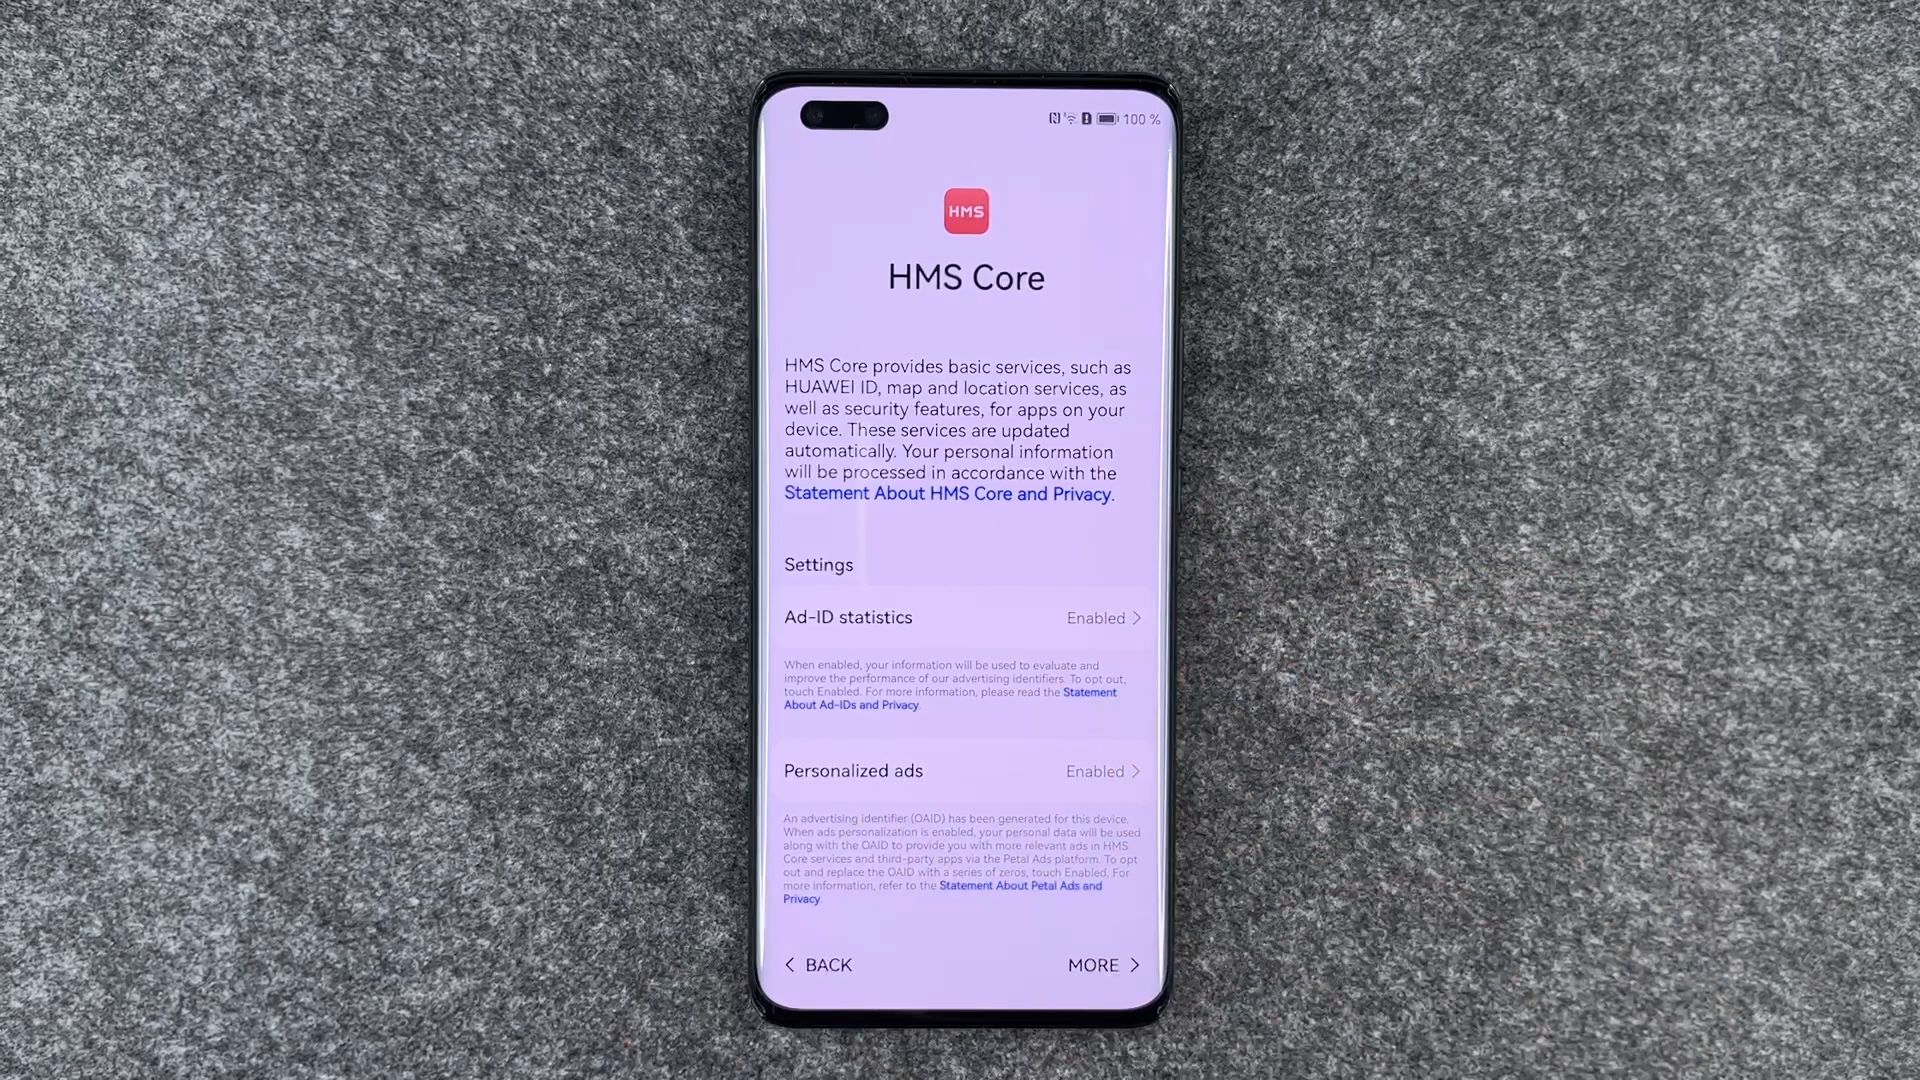 100 %
HMS
HMS Core
HMS Core provides basic services, such as
HUAWEI ID, map and location services, as
well as security features, for apps on your
device. These services are updated
automatically. Your personal information
will be processed in accordance with the
Statement About HMS Core and Privacy.
Settings
Ad-ID statistics Enabled
When enabled, your information will be used to evaluate and
improve the performance of our advertising identifiers. To opt out,
touch Enabled. For more information, please read the Statement
About Ad-IDs and Privacy.
Personalized ads Enabled
An advertising identifier (OAID) has been generated for this device.
When ads personalization is enabled, your personal data will be used
along with the OAID to provide you with more relevant ads in HMS
Core services and third-party apps via the Petal Ads platform. To opt
out and replace the OAID with a series of zeros, touch Enabled. For
more information, refer to the Statement About Petal Ads and
Privacy.
BACK MORE